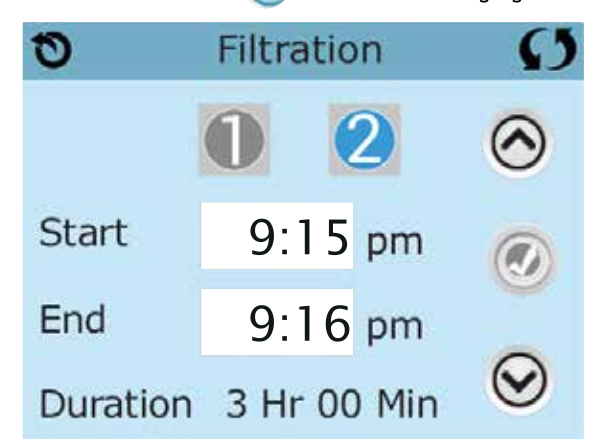 Filtration
1 2
Start 9:15 pm
End 9:16 pm
Duration 3 Hr 00 Min